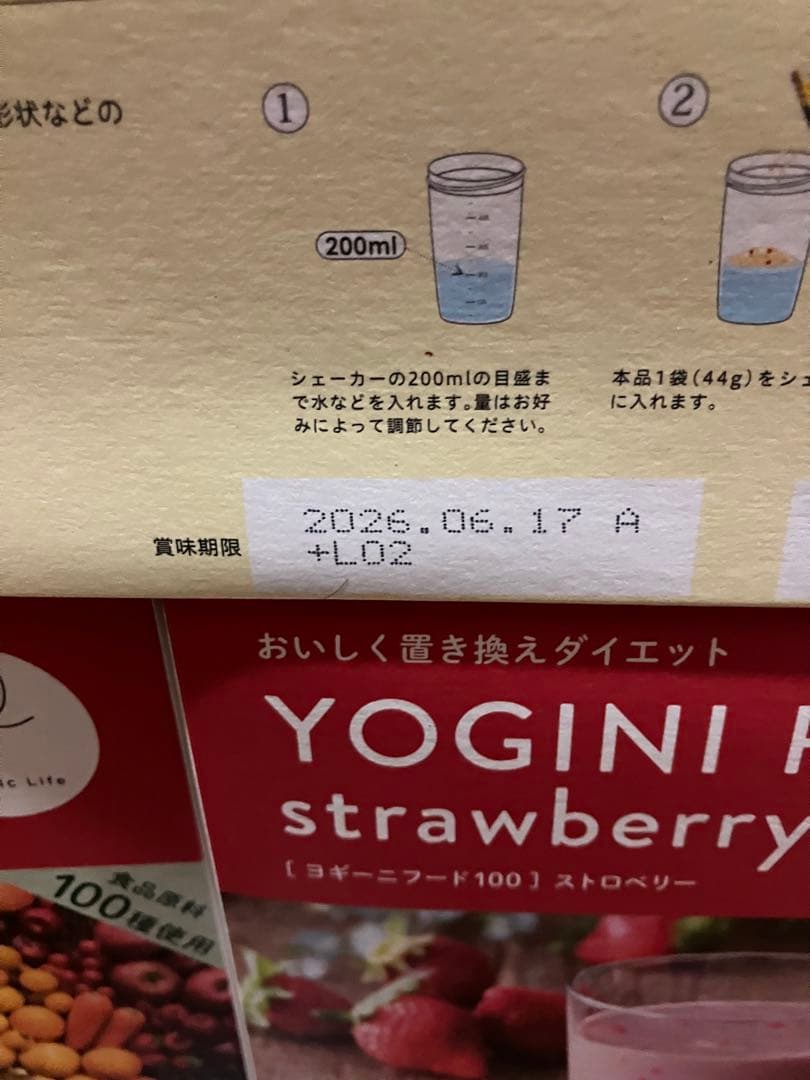 形状などの
1
2
200ml
シェーカーの200mlの目盛ま
で水などを入れます。量はお好
みによって調節してください。
本品1袋(44g)をシェ
に入れます。
賞味期限
2026.06.17 A
+L02
おいしく置き換えダイエット
YOGINI
strawberry
[ヨギーニフード100] ストロベリー
Life
食品原料
100種使用